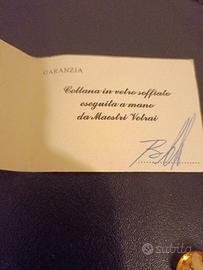 GARANZIA
Collana in vetro soffiato
eseguita a mano
da Maestri Vetrai
subito